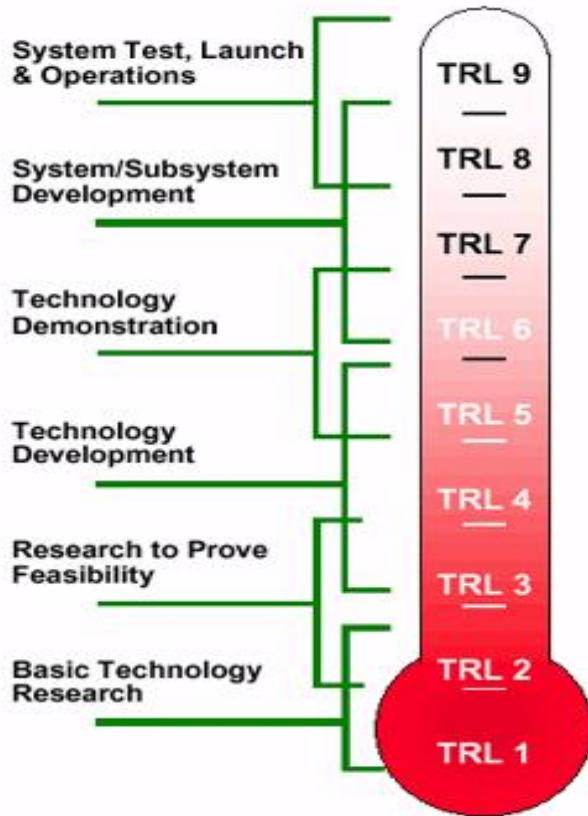 System Test, Launch
& Operations
System/Subsystem
Development
Technology
Demonstration
Technology
Development
Research to Prove
Feasibility
Basic Technology
Research
TRL 9
TRL 8
TRL 7
TRL 6
TRL 5
TRL 4
TRL 3
TRL 2
TRL 1